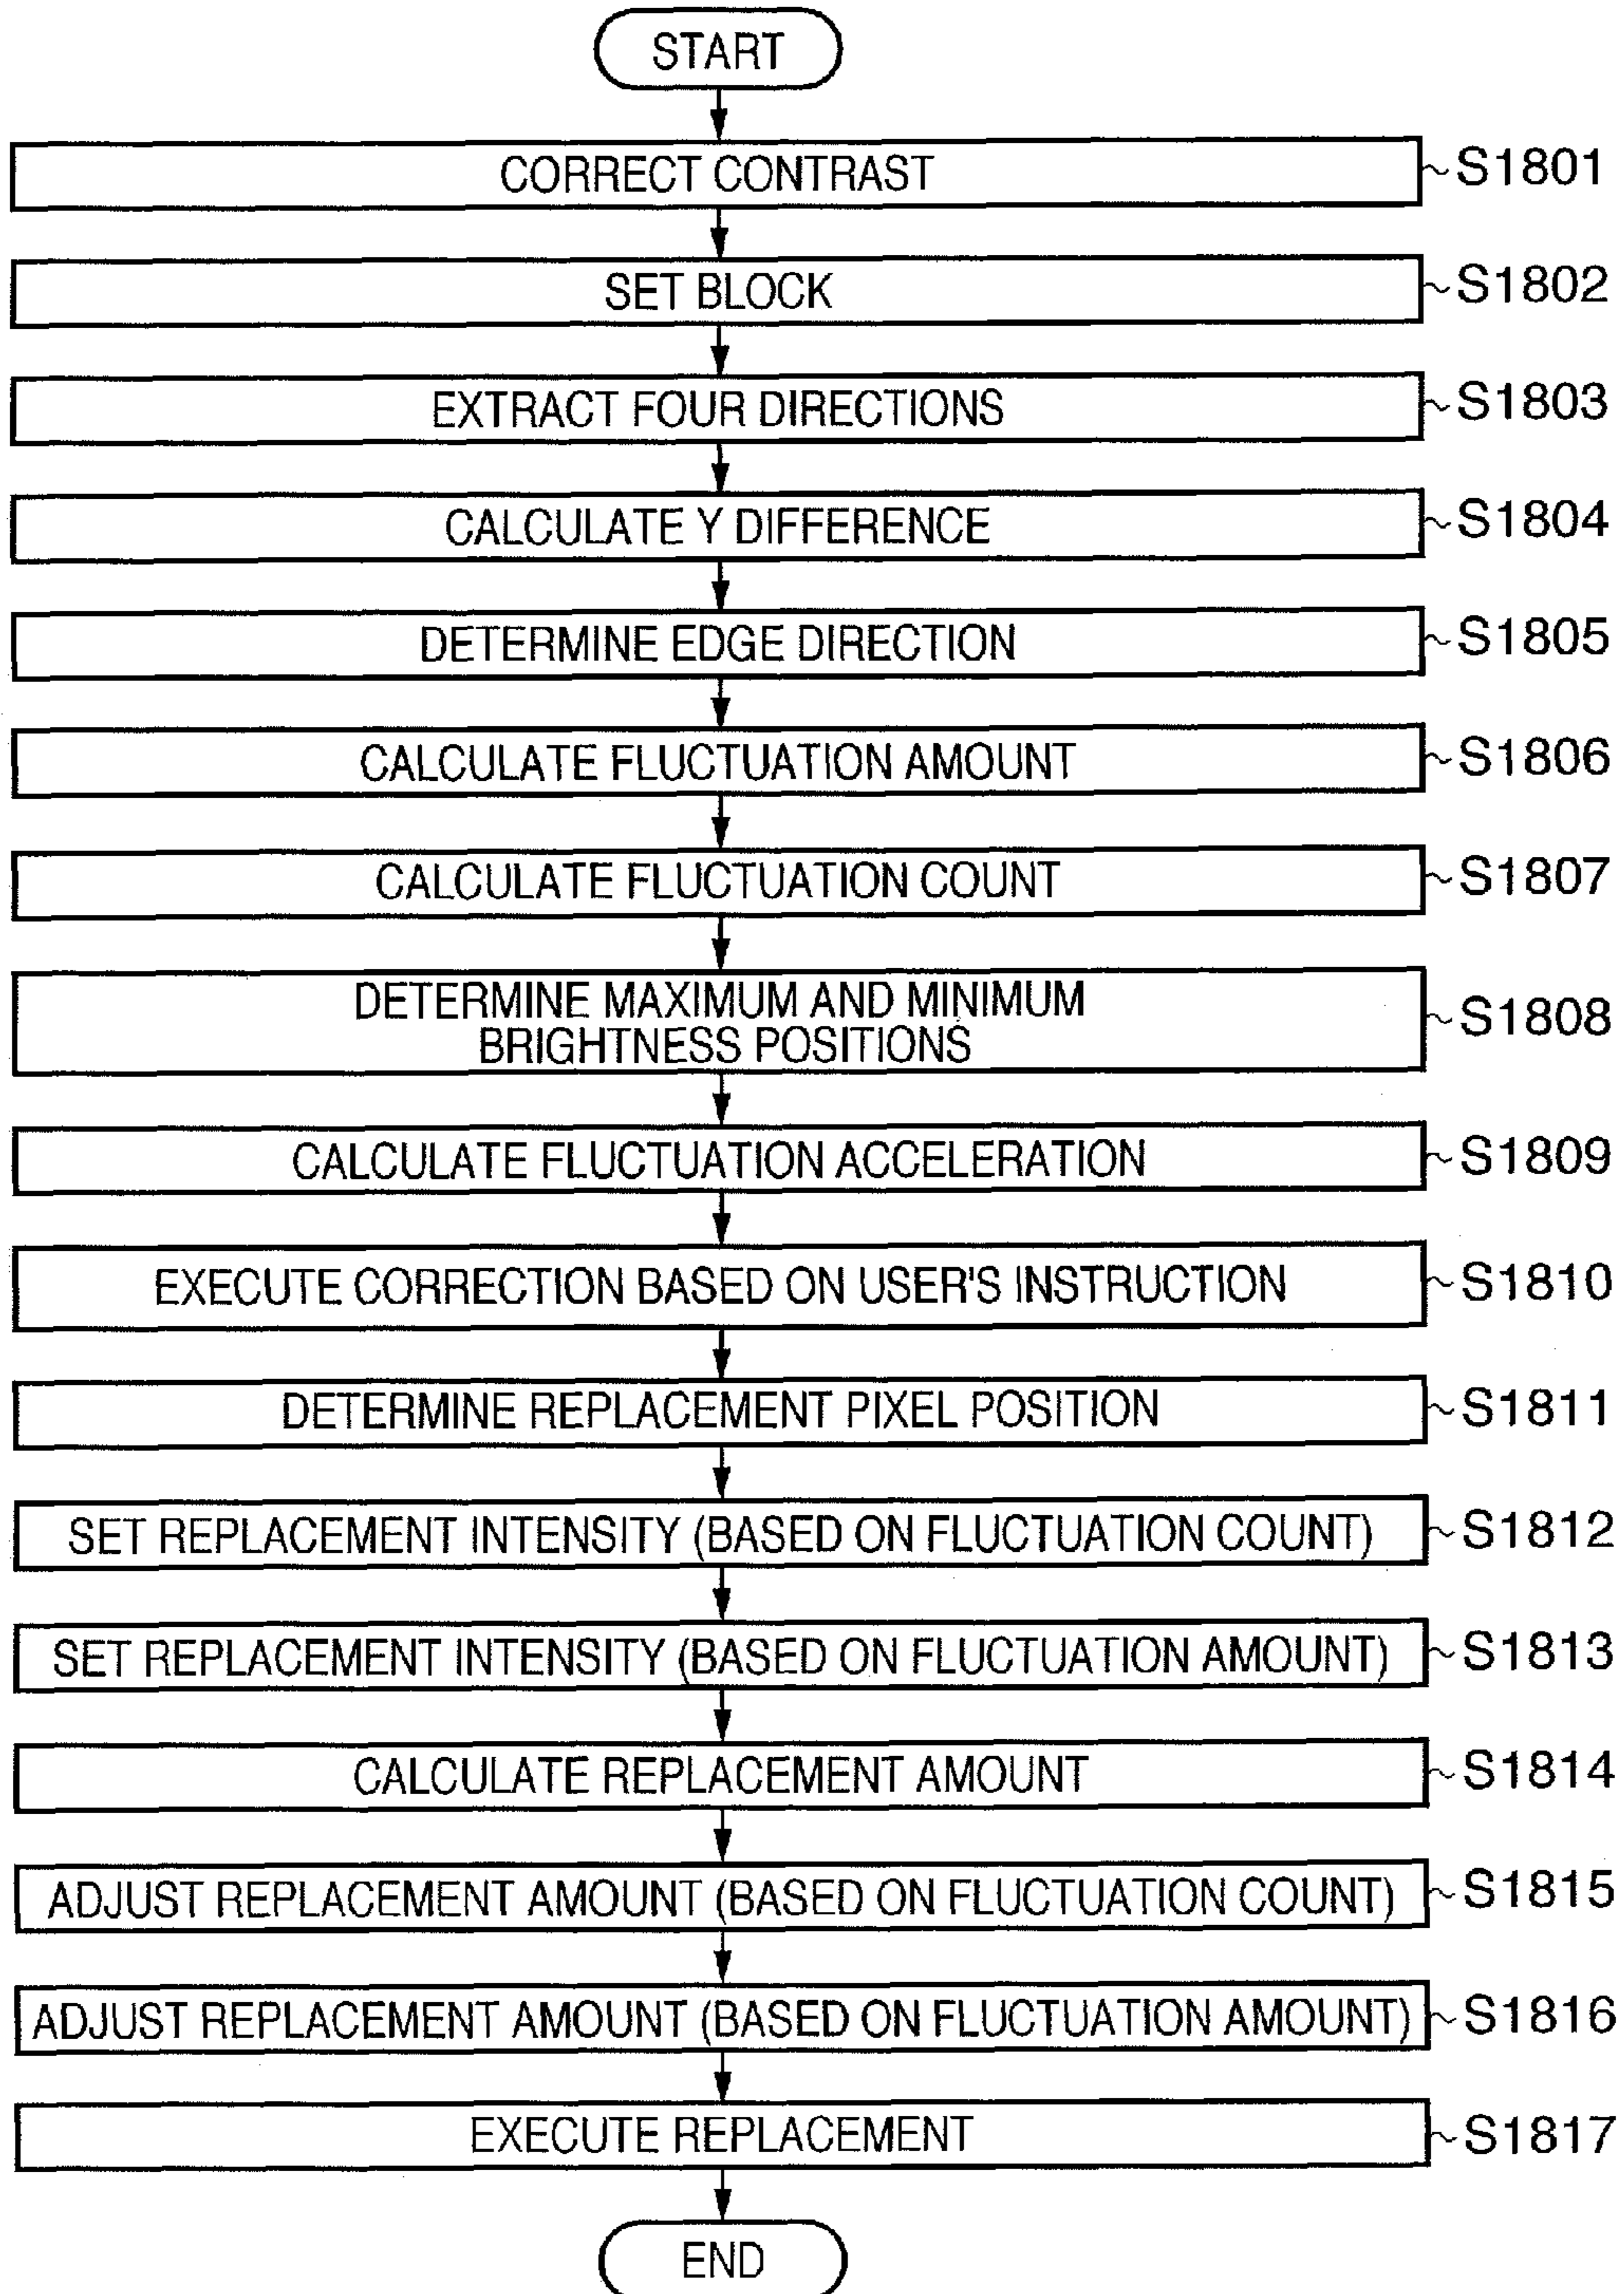 START
CORRECT CONTRAST ~S1801
SET BLOCK ~S1802
EXTRACT FOUR DIRECTIONS ~S1803
CALCULATE Y DIFFERENCE ~S1804
DETERMINE EDGE DIRECTION ~S1805
CALCULATE FLUCTUATION AMOUNT ~S1806
CALCULATE FLUCTUATION COUNT ~S1807
DETERMINE MAXIMUM AND MINIMUM
BRIGHTNESS POSITIONS ~S1808
CALCULATE FLUCTUATION ACCELERATION ~S1809
EXECUTE CORRECTION BASED ON USER'S INSTRUCTION ~S1810
DETERMINE REPLACEMENT PIXEL POSITION ~S1811
SET REPLACEMENT INTENSITY (BASED ON FLUCTUATION COUNT) ~S1812
SET REPLACEMENT INTENSITY (BASED ON FLUCTUATION AMOUNT) ~S1813
CALCULATE REPLACEMENT AMOUNT ~S1814
ADJUST REPLACEMENT AMOUNT (BASED ON FLUCTUATION COUNT) ~S1815
ADJUST REPLACEMENT AMOUNT (BASED ON FLUCTUATION AMOUNT) ~S1816
EXECUTE REPLACEMENT ~S1817
END